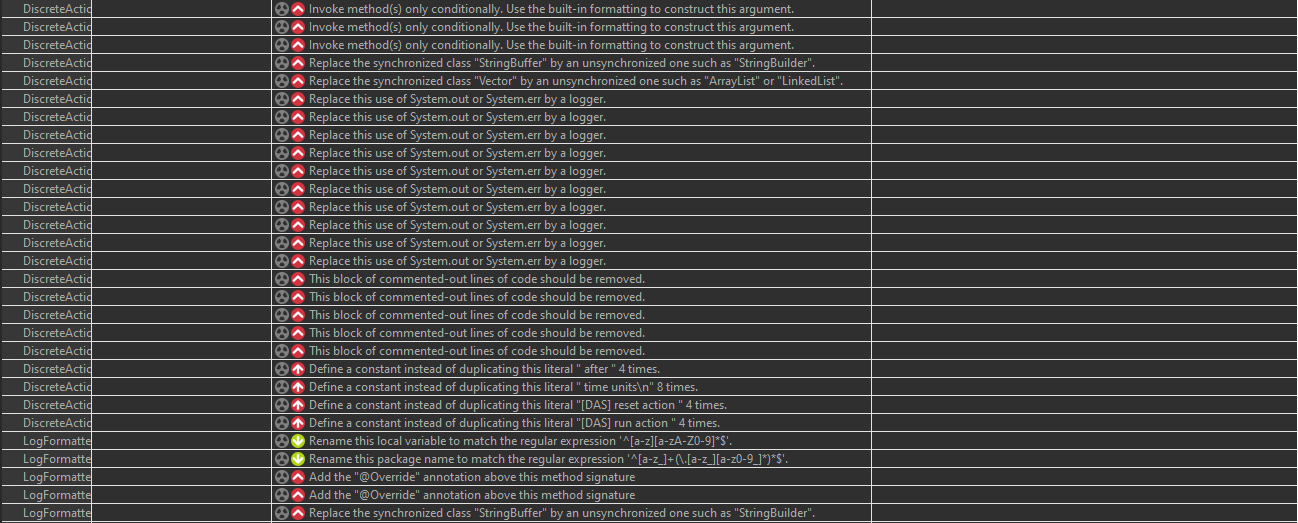 DiscreteActic Invoke method(s) only conditionally. Use the built-in formatting to construct this argument.
DiscreteActic Invoke method(s) only conditionally. Use the built-in formatting to construct this argument.
DiscreteActic Invoke method(s) only conditionally. Use the built-in formatting to construct this argument.
DiscreteActic Replace the synchronized class "StringBuffer" by an unsynchronized one such as "StringBuilder".
DiscreteActic Replace the synchronized class "Vector" by an unsynchronized one such as "ArrayList" or "LinkedList".
DiscreteActic Replace this use of System.out or System.err by a logger.
DiscreteActic Replace this use of System.out or System.err by a logger.
DiscreteActic Replace this use of System.out or System.err by a logger.
DiscreteActic Replace this use of System.out or System.err by a logger.
DiscreteActic Replace this use of System.out or System.err by a logger.
DiscreteActic Replace this use of System.out or System.err by a logger.
DiscreteActic Replace this use of System.out or System.err by a logger.
DiscreteActic Replace this use of System.out or System.err by a logger.
DiscreteActic Replace this use of System.out or System.err by a logger.
DiscreteActic Replace this use of System.out or System.err by a logger.
DiscreteActic This block of commented-out lines of code should be removed.
DiscreteActic This block of commented-out lines of code should be removed.
DiscreteActic This block of commented-out lines of code should be removed.
DiscreteActic This block of commented-out lines of code should be removed.
DiscreteActic This block of commented-out lines of code should be removed.
DiscreteActic Define a constant instead of duplicating this literal " after " 4 times.
DiscreteActic Define a constant instead of duplicating this literal " time units\n" 8 times.
DiscreteActic Define a constant instead of duplicating this literal "[DAS] reset action " 4 times.
DiscreteActic Define a constant instead of duplicating this literal "[DAS] run action " 4 times.
LogFormatte Rename this local variable to match the regular expression '^[a-z][a-zA-Z0-9]*$'.
LogFormatte Rename this package name to match the regular expression '^[a-z_]+(\.[a-z_][a-z0-9_]*)*$'.
LogFormatte Add the "@Override" annotation above this method signature
LogFormatte Add the "@Override" annotation above this method signature
LogFormatte Replace the synchronized class "StringBuffer" by an unsynchronized one such as "StringBuilder".